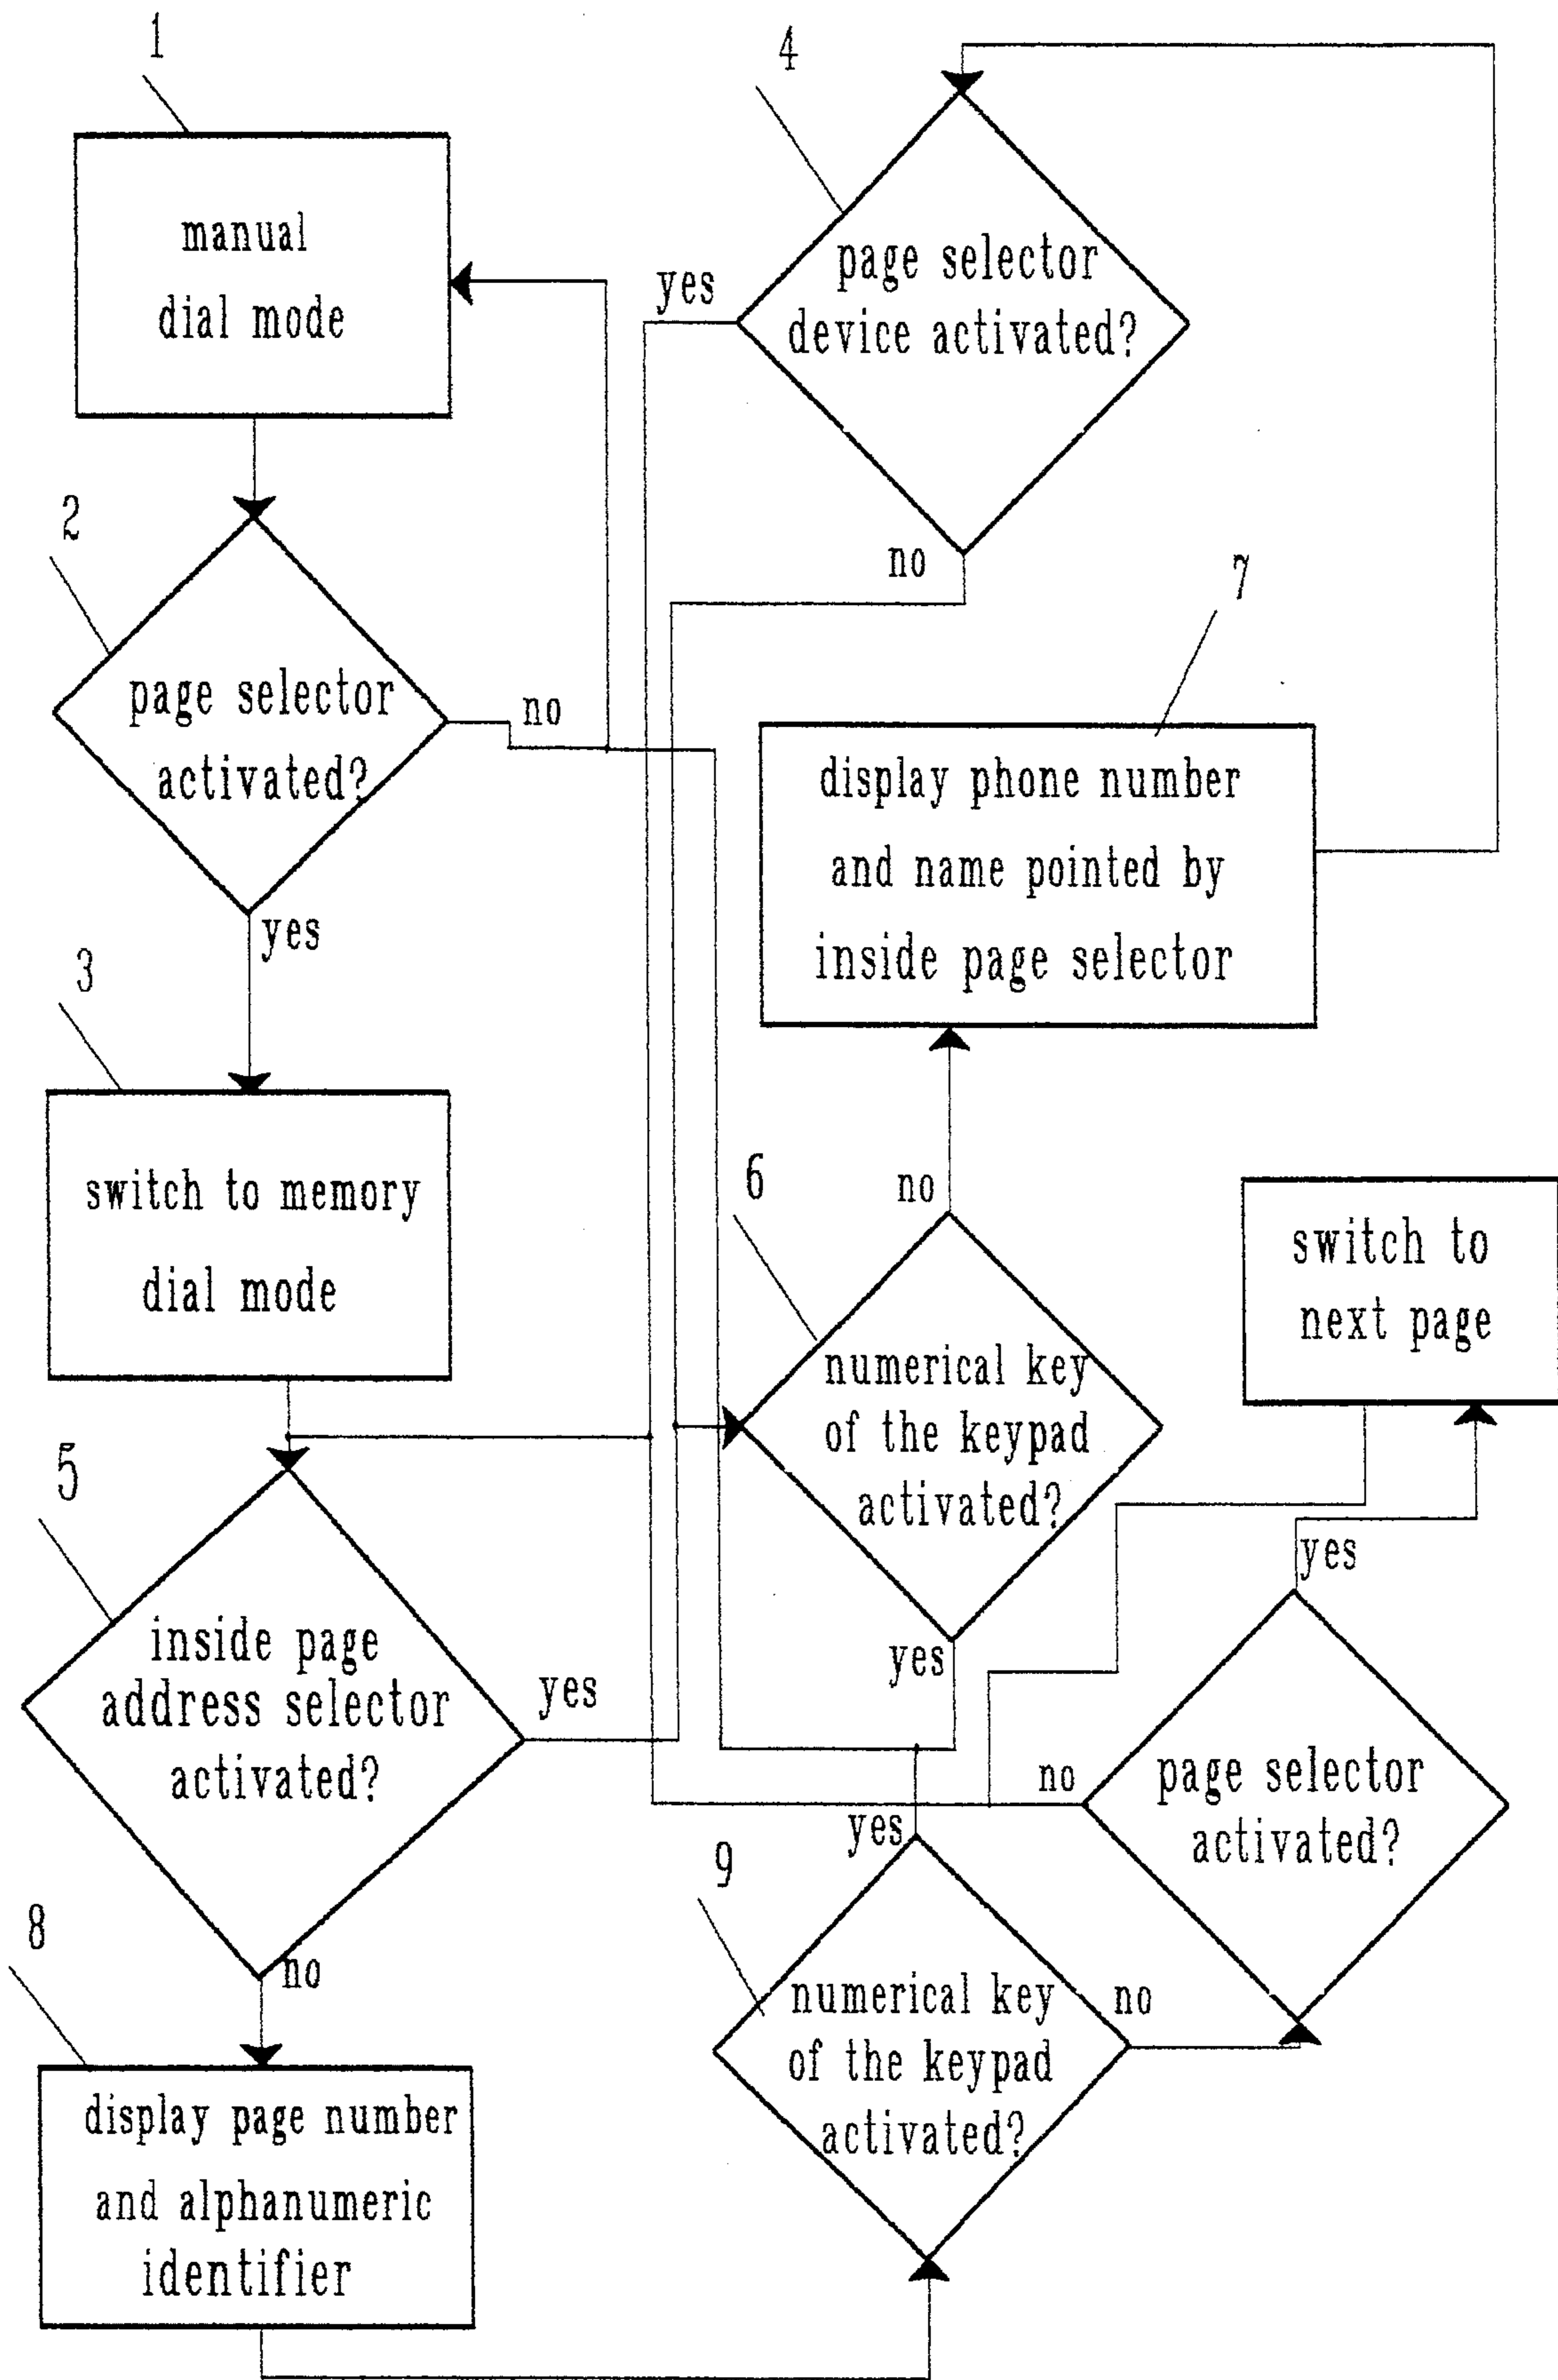 1
manual
dial mode
2
page selector
activated?
no
yes
3
switch to memory
dial mode
5
inside page
address selector
activated?
yes
no
8
display page number
and alphanumeric
identifier
4
page selector
device activated?
yes
no
7
display phone number
and name pointed by
inside page selector
6
no
numerical key
of the keypad
activated?
yes
switch to
next page
yes
page selector
activated?
no
9
yes
numerical key
of the keypad
activated?
no